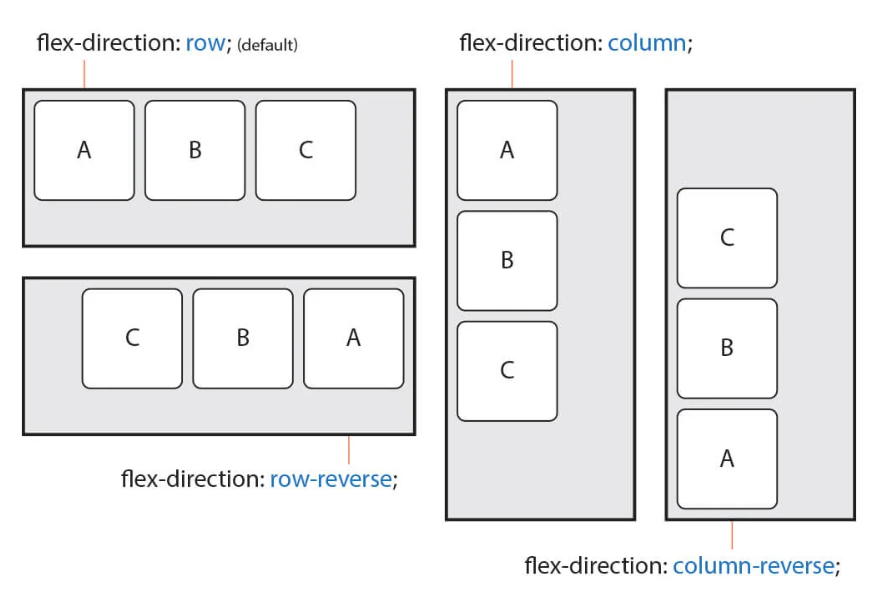 flex-direction: row; (default)
A B C
C B A
flex-direction: row-reverse;
flex-direction: column;
A
B
C
C
B
A
flex-direction: column-reverse;